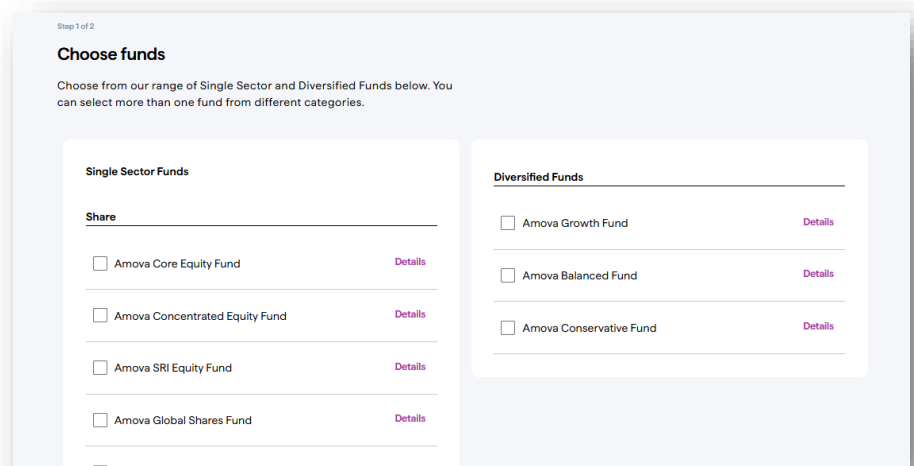 Step 1 of 2
Choose funds
Choose from our range of Single Sector and Diversified Funds below. You
can select more than one fund from different categories.
Single Sector Funds
Share
Amova Core Equity Fund Details
Amova Concentrated Equity Fund Details
Amova SRI Equity Fund Details
Amova Global Shares Fund Details
Diversified Funds
Amova Growth Fund Details
Amova Balanced Fund Details
Amova Conservative Fund Details